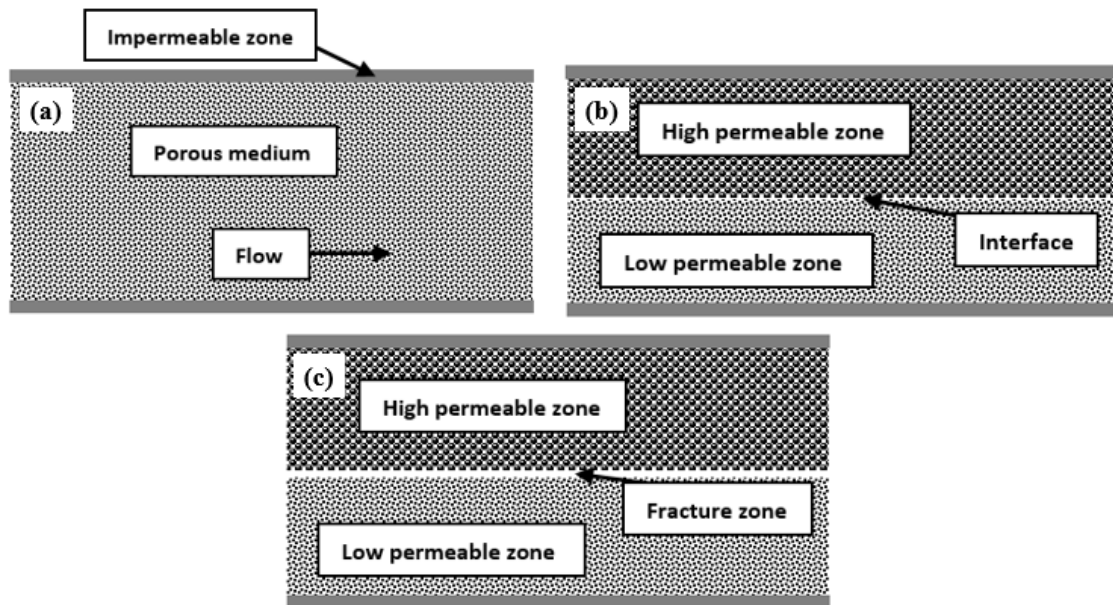 Impermeable zone
(a)
Porous medium
Flow
(b)
High permeable zone
Interface
Low permeable zone
(c)
High permeable zone
Fracture zone
Low permeable zone